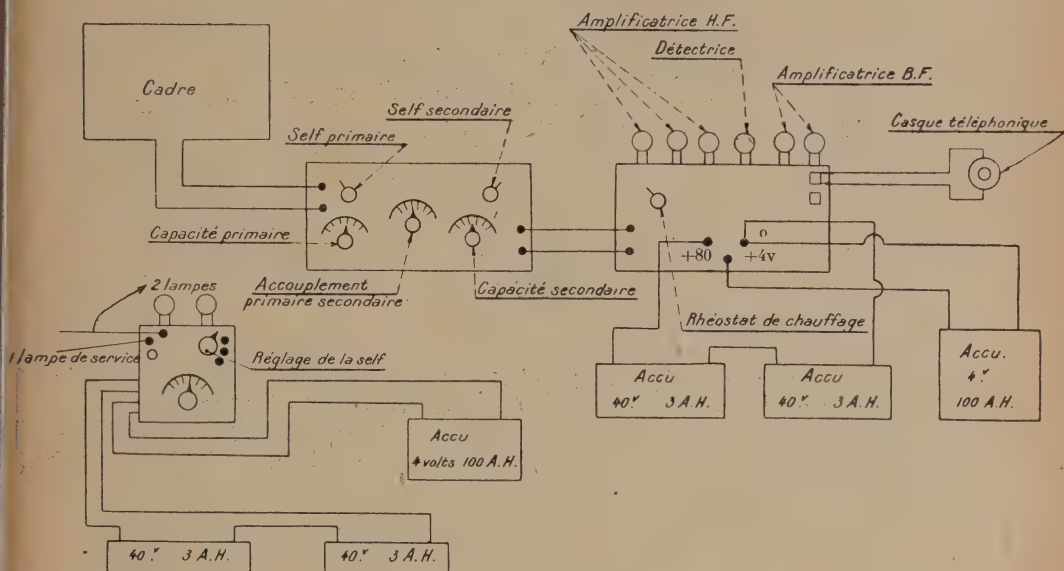 Amplificatrice H.F.
Détectrice
Amplificatrice B.F.
Casque téléphonique
Cadre
Self secondaire
Self primaire
Capacité primaire
Accouplement
primaire secondaire
Capacité secondaire
o
+80
+4v
Rhéostat de chauffage
2 lampes
1 lampe de service
Réglage de la self
Accu
40.v 3 A.H.
Accu
40.v 3 A.H.
Accu.
4.v
100 A.H.
Accu
4 volts 100 A.H.
40.v 3 A.H.
40.v 3 A.H.